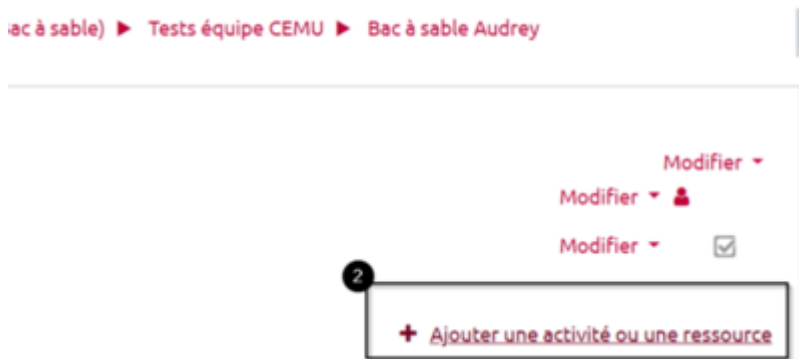 ac à sable) ▶ Tests équipe CEMU ▶ Bac à sable Audrey
Modifier
Modifier
Modifier
2
+ Ajouter une activité ou une ressource